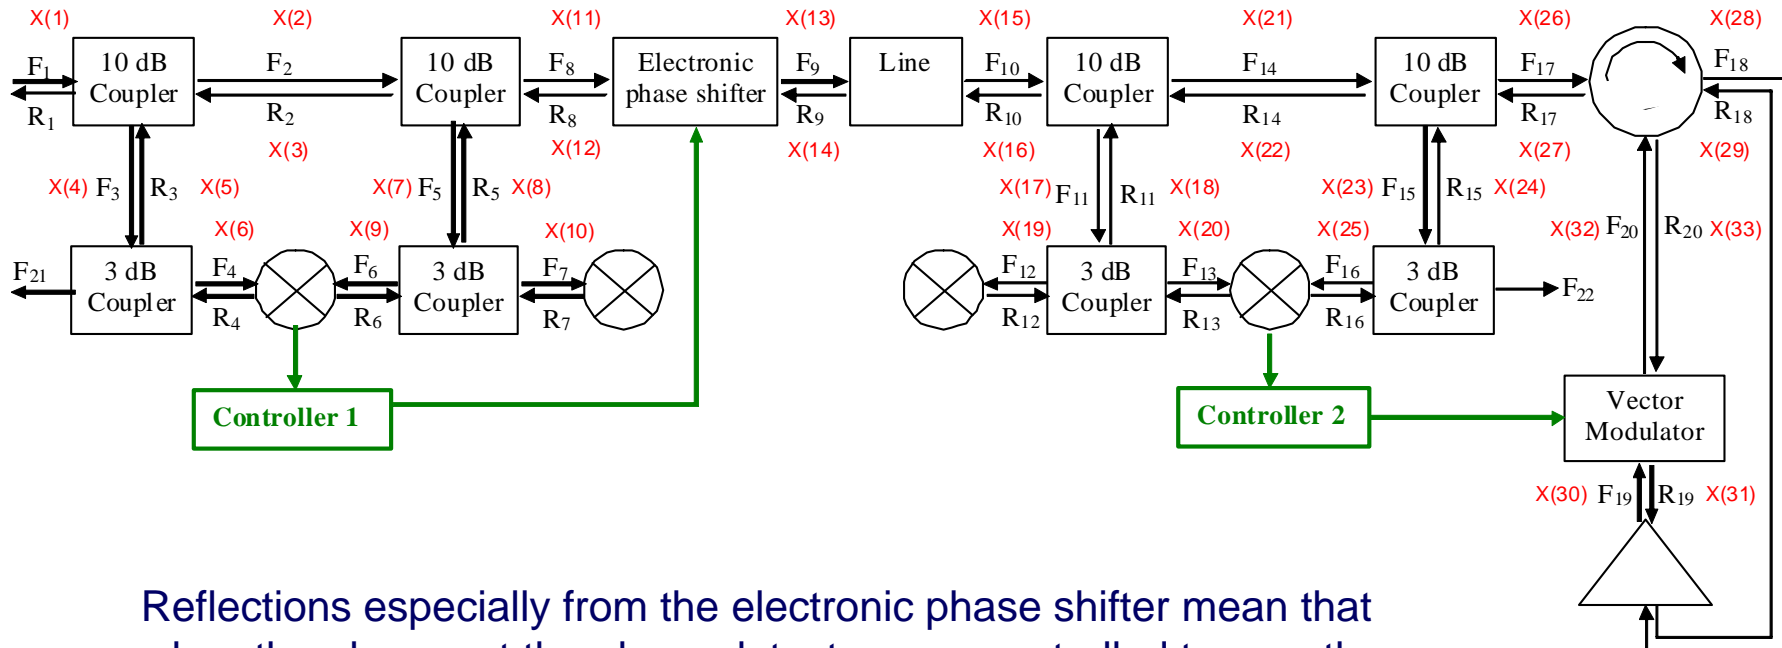 X(1) X(2) X(11) X(13) X(15) X(21) X(26) X(28)
F1 10 dB Coupler F2 10 dB Coupler F8 Electronic phase shifter F9 Line F10 10 dB Coupler F14 10 dB Coupler F17 F18
R1 R2 R8 R9 R10 R14 R17 R18
X(3) X(12) X(14) X(16) X(22) X(27) X(29)
X(4) F3 R3 X(5) X(7) F5 R5 X(8) X(17) F11 R11 X(18) X(23) F15 R15 X(24)
X(6) X(9) X(10) X(19) X(20) X(25) X(32) F20 R20 X(33)
F21 3 dB Coupler F4 F6 3 dB Coupler F7 F12 3 dB Coupler F13 F16 3 dB Coupler F22
R4 R6 R7 R12 R13 R16
Controller 1 Controller 2 Vector Modulator
X(30) F19 R19 X(31)
Reflections especially from the electronic phase shifter mean that